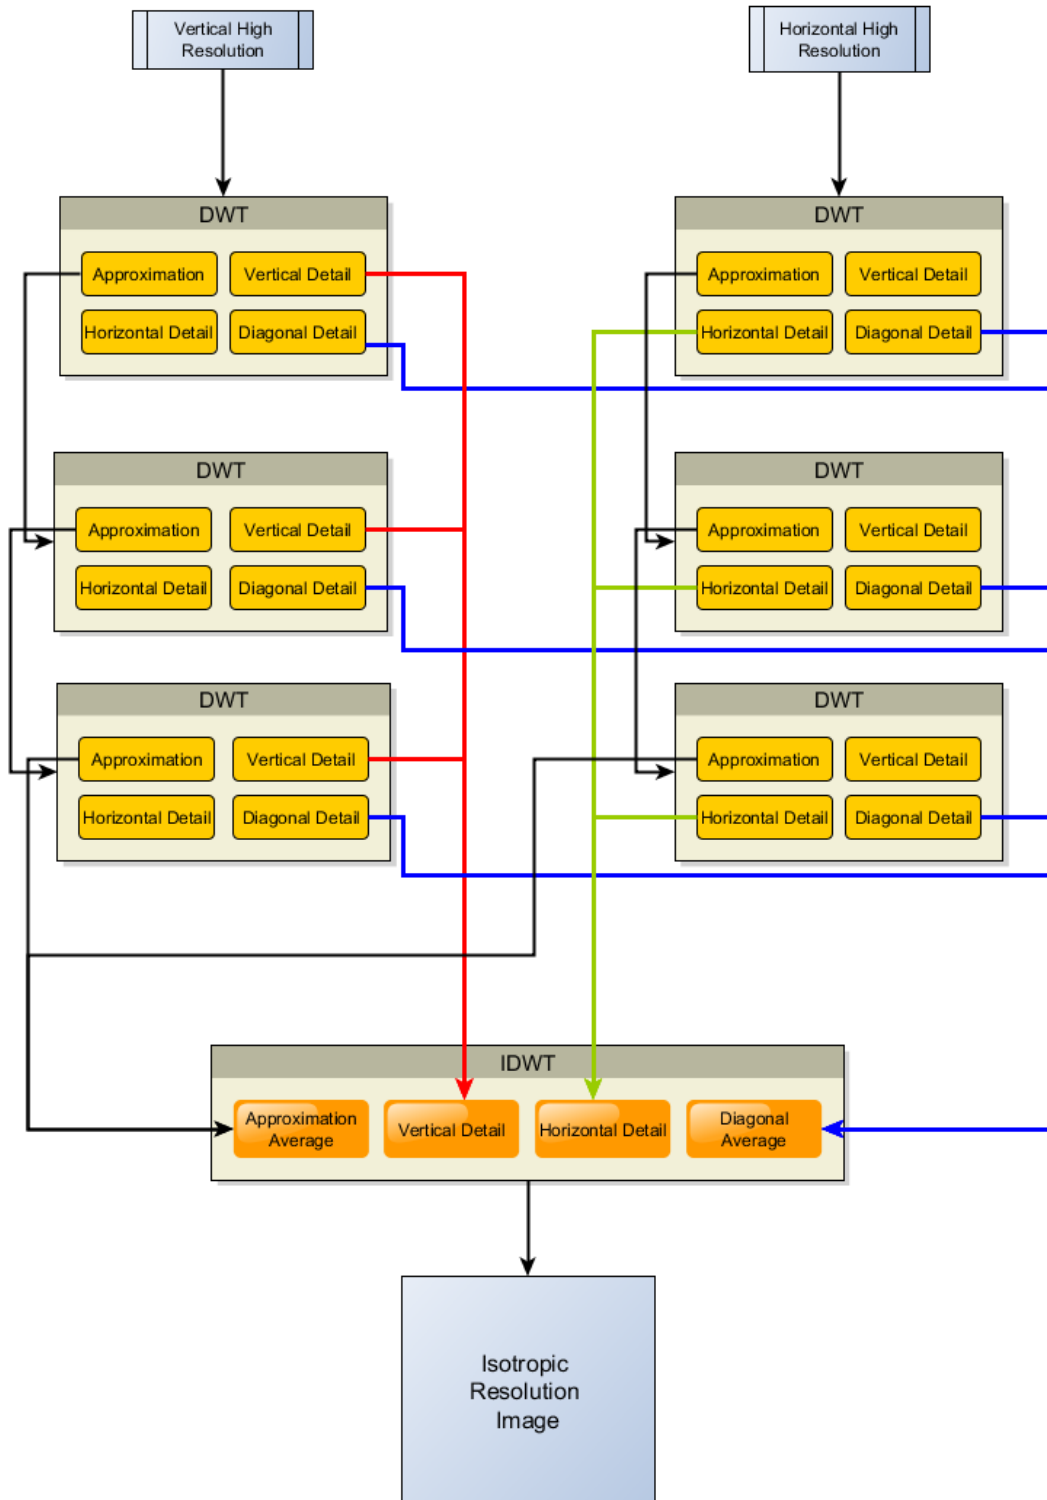 Vertical High
Resolution
Horizontal High
Resolution
DWT
Approximation
Vertical Detail
Horizontal Detail
Diagonal Detail
DWT
Approximation
Vertical Detail
Horizontal Detail
Diagonal Detail
DWT
Approximation
Vertical Detail
Horizontal Detail
Diagonal Detail
DWT
Approximation
Vertical Detail
Horizontal Detail
Diagonal Detail
DWT
Approximation
Vertical Detail
Horizontal Detail
Diagonal Detail
DWT
Approximation
Vertical Detail
Horizontal Detail
Diagonal Detail
IDWT
Approximation
Average
Vertical Detail
Horizontal Detail
Diagonal
Average
Isotropic
Resolution
Image